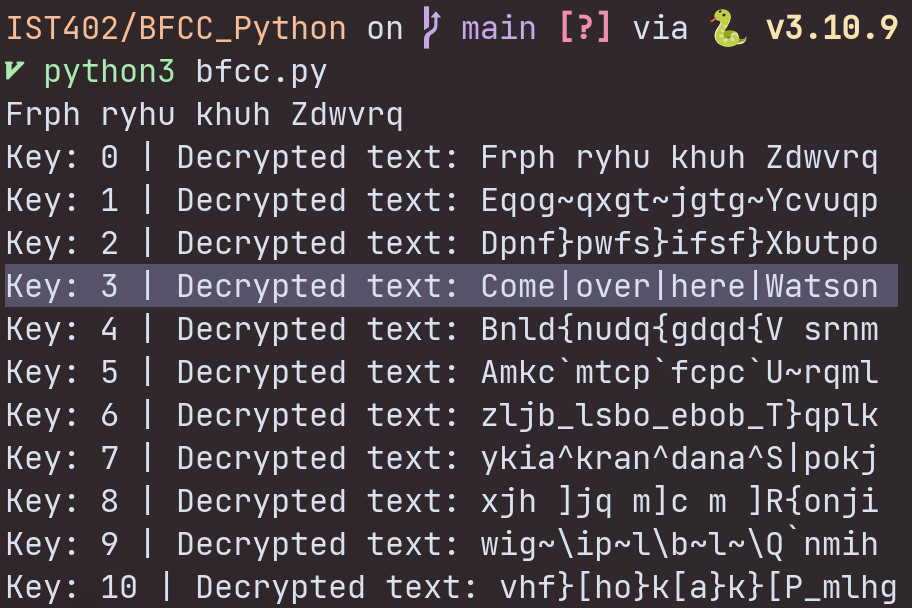 IST402/BFCC_Python on  main [?] via 🐍 v3.10.9
python3 bfcc.py
Frph ryhu khuh Zdwvrq
Key: 0 | Decrypted text: Frph ryhu khuh Zdwvrq
Key: 1 | Decrypted text: Eqog~qxgt~jgtg~Ycvuqp
Key: 2 | Decrypted text: Dpnf}pwfs}ifsf}Xbutpo
Key: 3 | Decrypted text: Come|over|here|Watson
Key: 4 | Decrypted text: Bnld{nudq{gdqd{V srnm
Key: 5 | Decrypted text: Amkc`mtcp`fcpc`U~rqml
Key: 6 | Decrypted text: zljb_lsbo_ebob_T}qplk
Key: 7 | Decrypted text: ykia^kran^dana^S|pokj
Key: 8 | Decrypted text: xjh ]jq m]c m ]R{onji
Key: 9 | Decrypted text: wig~\ip~l\b~l~\Q`nmih
Key: 10 | Decrypted text: vhf}[ho}k[a}k}[P_mlhg